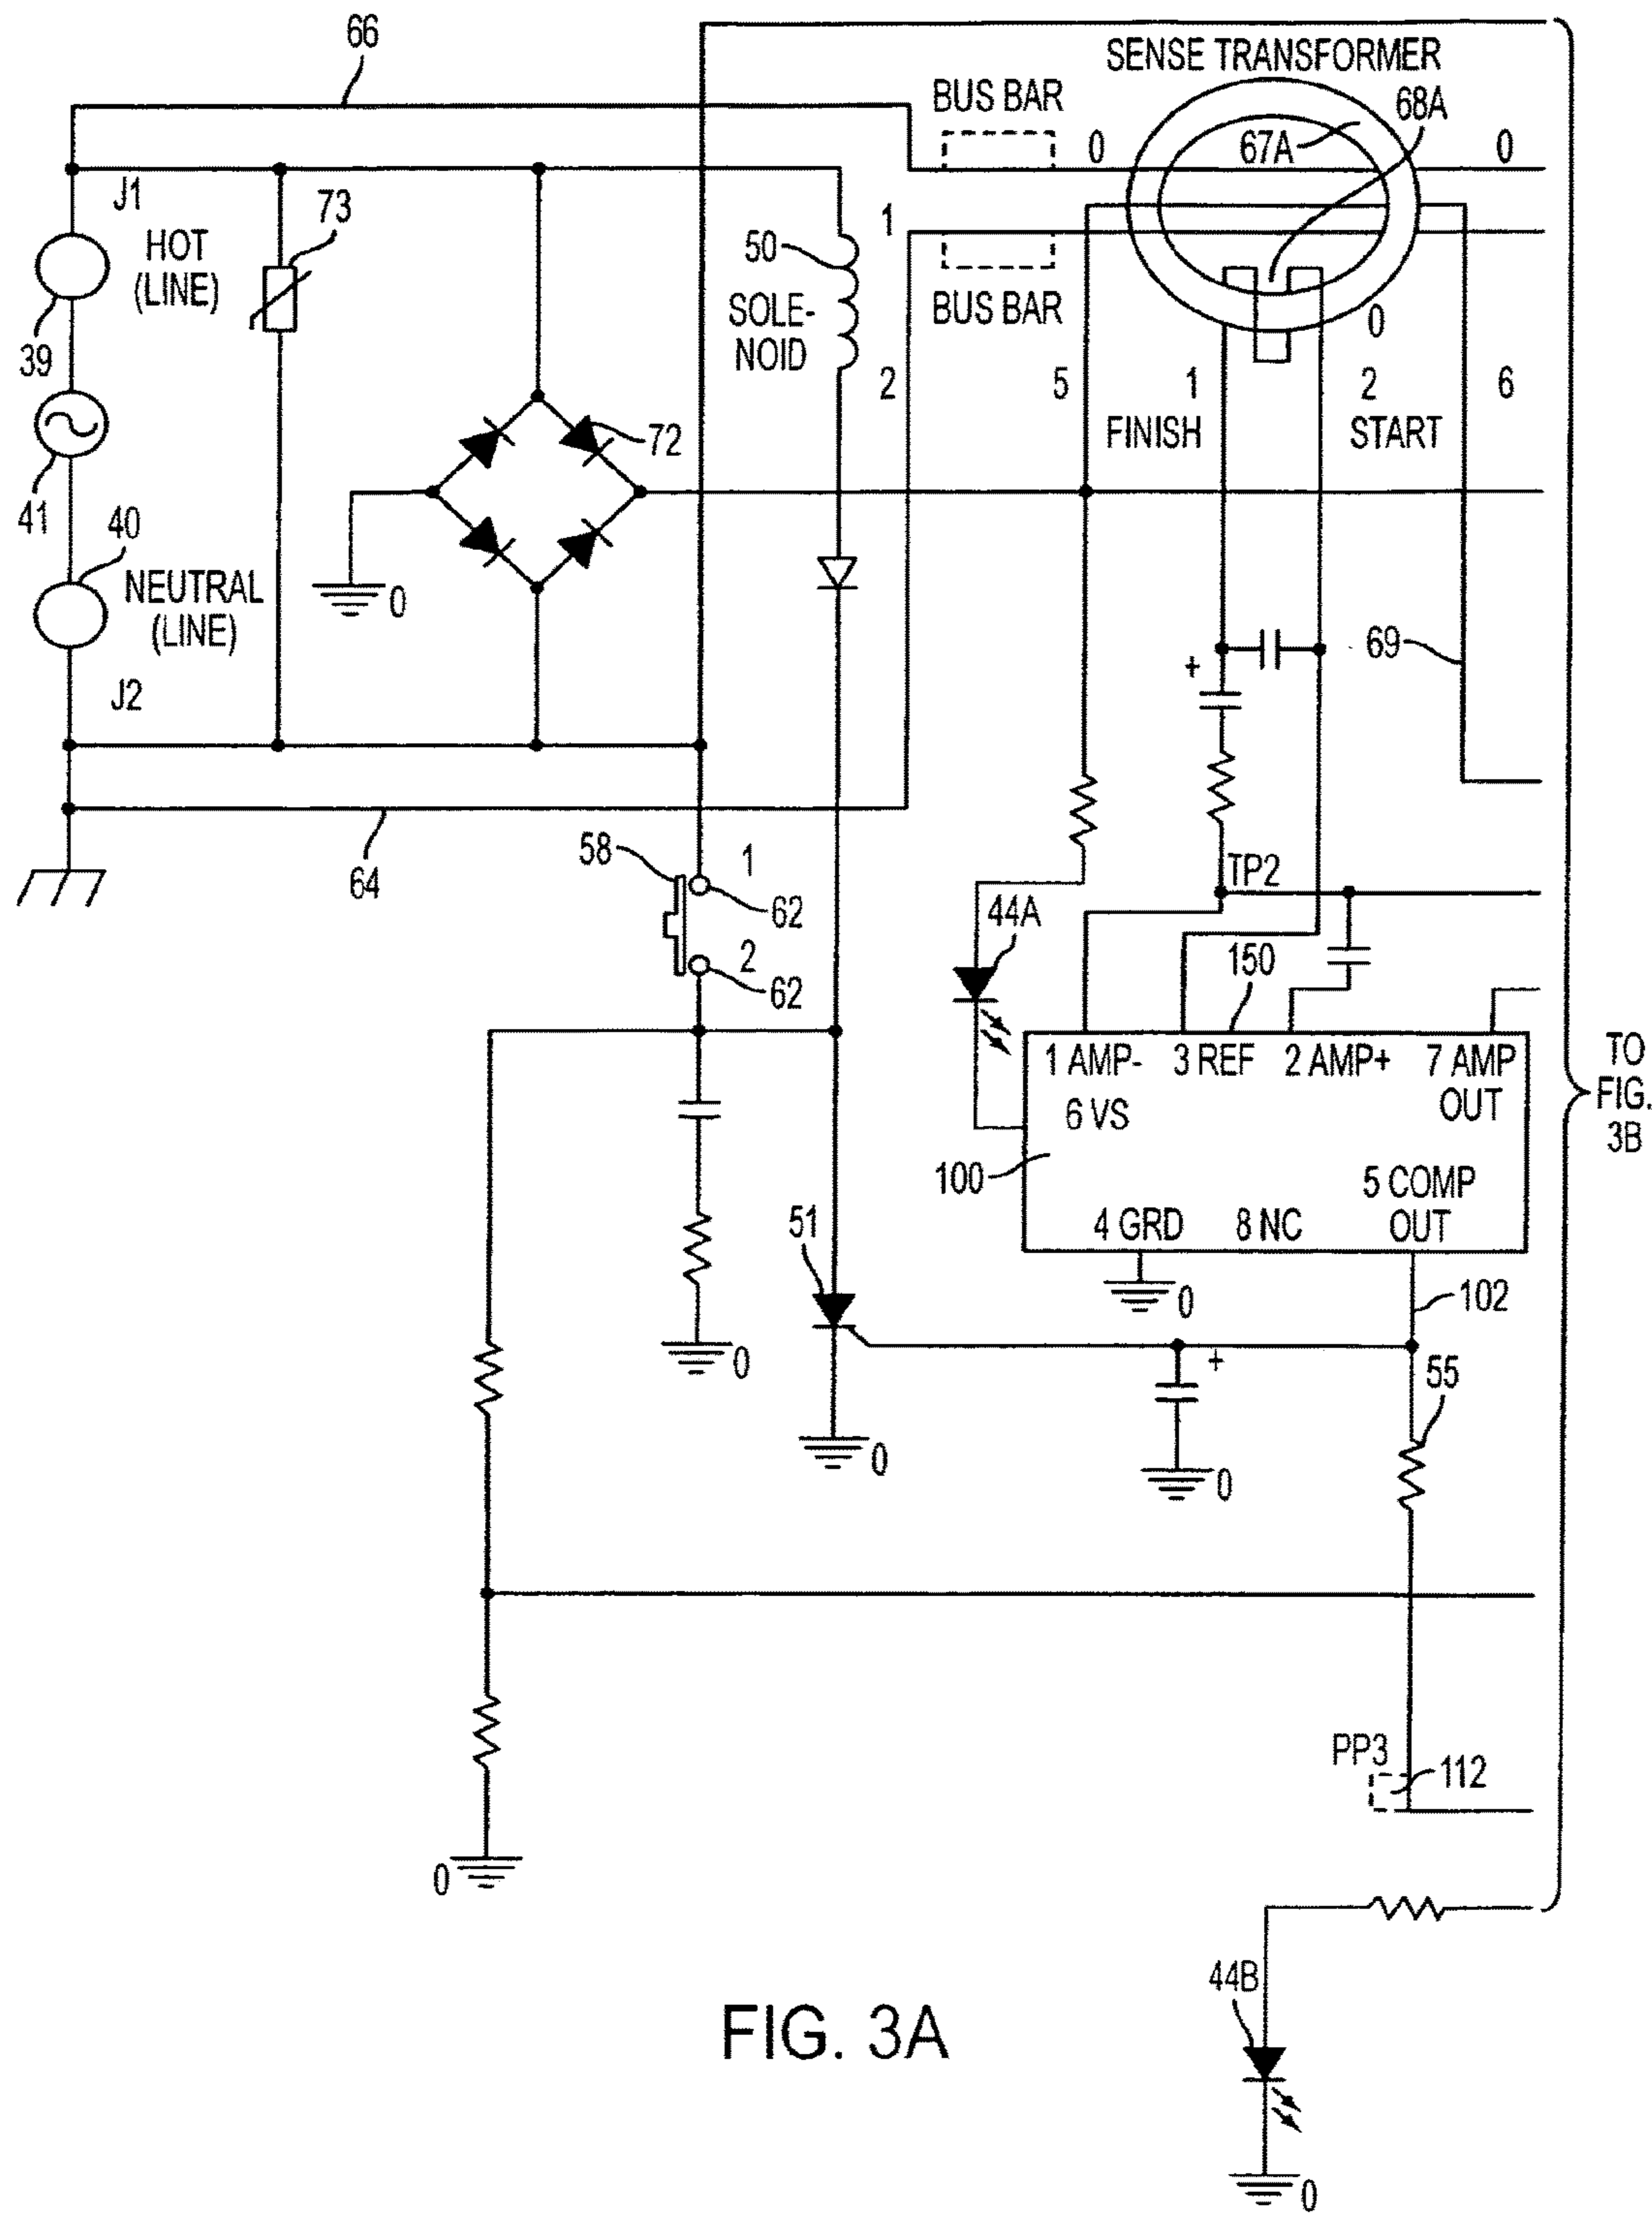 66
SENSE TRANSFORMER
BUS BAR
68A
0
67A
0
J1
73
HOT
(LINE)
1
50
SOLE-
NOID
BUS BAR
0
39
2
5
1
2
6
FINISH
START
72
41
40
NEUTRAL
(LINE)
0
69
+
J2
58
1
TP2
64
62
44A
2
150
62
1 AMP-
3 REF
2 AMP+
7 AMP
OUT
6 VS
TO
FIG.
3B
100
5 COMP
OUT
4 GRD
8 NC
51
0
102
0
+
55
0
0
PP3
112
0
44B
FIG. 3A
0